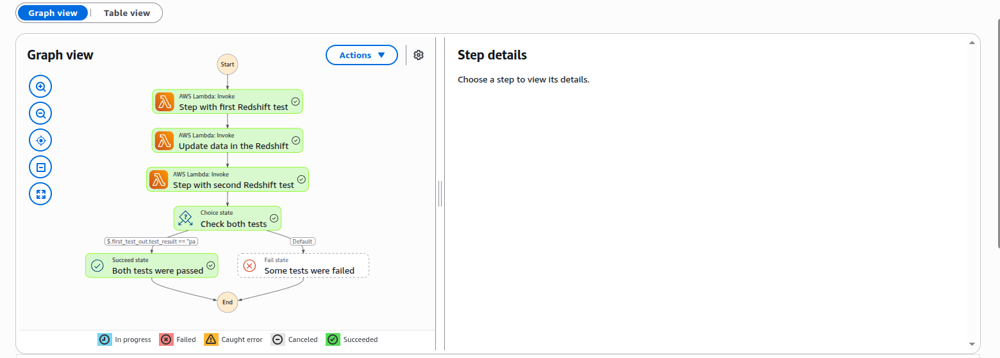 Graph view
Table view
Graph view
Actions
Start
AWS Lambda: Invoke
Step with first Redshift test
AWS Lambda: Invoke
Update data in the Redshift
AWS Lambda: Invoke
Step with second Redshift test
Choice state
Check both tests
$.first_test_out.test_result == "pa
Default
Succeed state
Both tests were passed
Fail state
Some tests were failed
End
In progress
Failed
Caught error
Canceled
Succeeded
Step details
Choose a step to view its details.